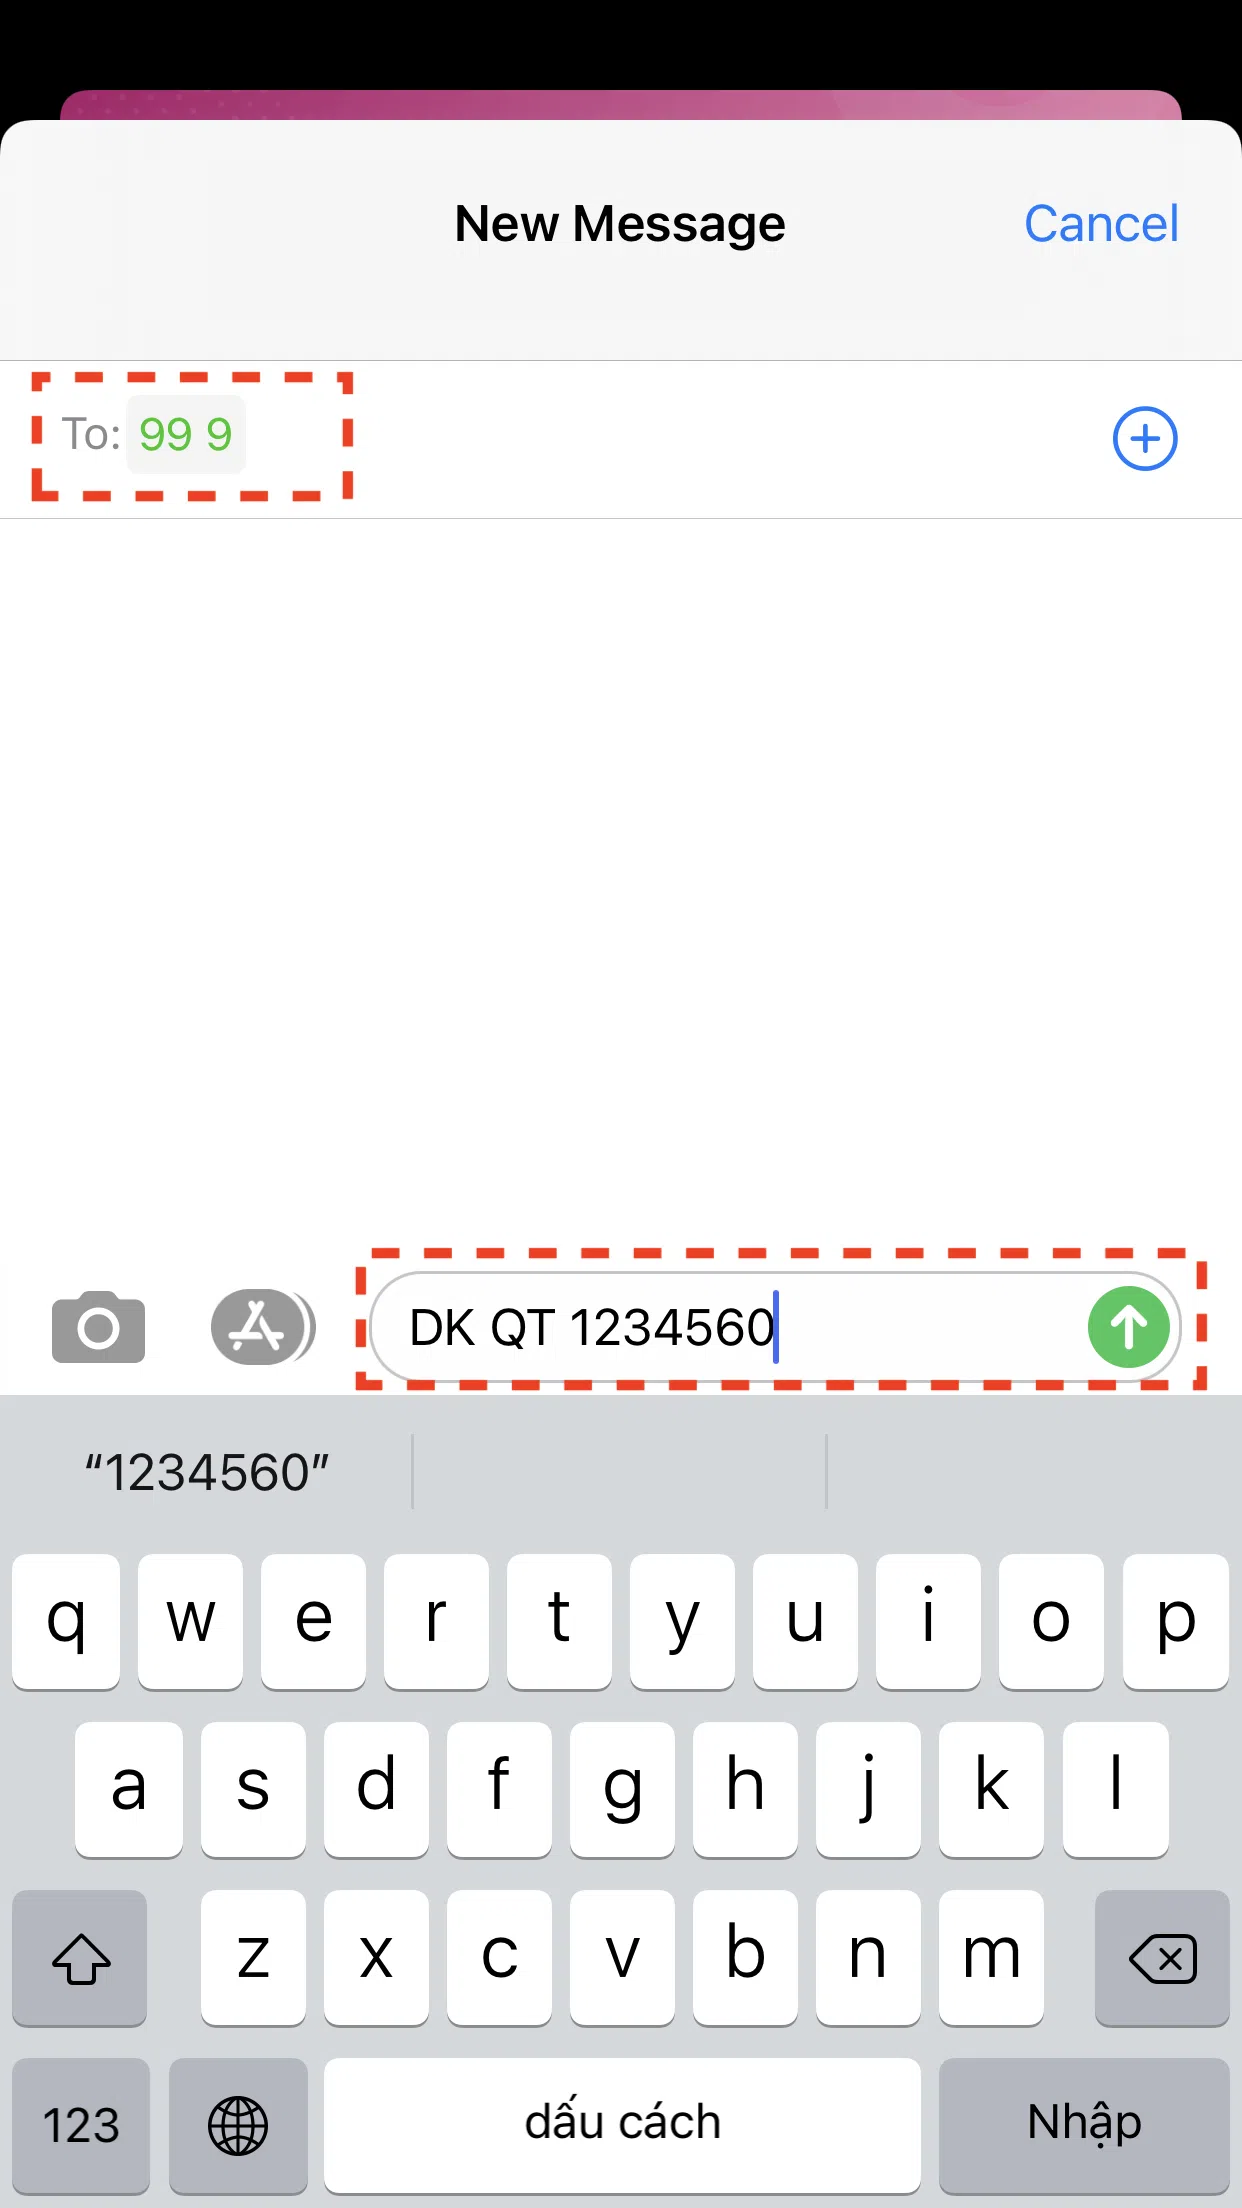 New Message
Cancel
To: 99 9
DK QT 1234560
“1234560”
q w e r t y u i o p
a s d f g h j k l
z x c v b n m
123 dấu cách Nhập